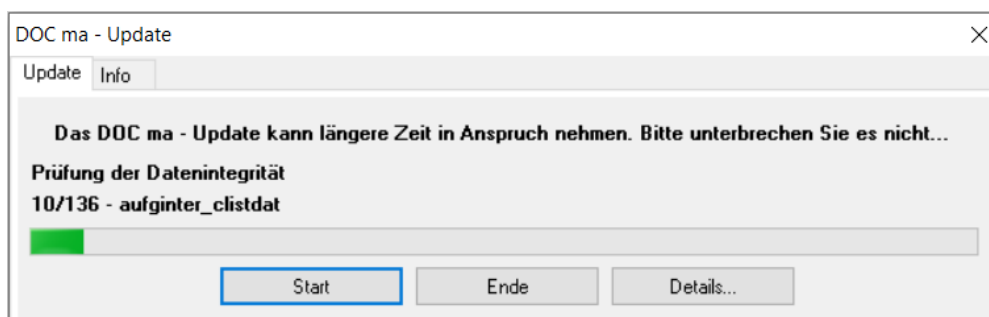 DOC ma - Update
Update Info
Das DOC ma - Update kann längere Zeit in Anspruch nehmen. Bitte unterbrechen Sie es nicht...
Prüfung der Datenintegrität
10/136 - aufginter_clistdat
Start Ende Details...